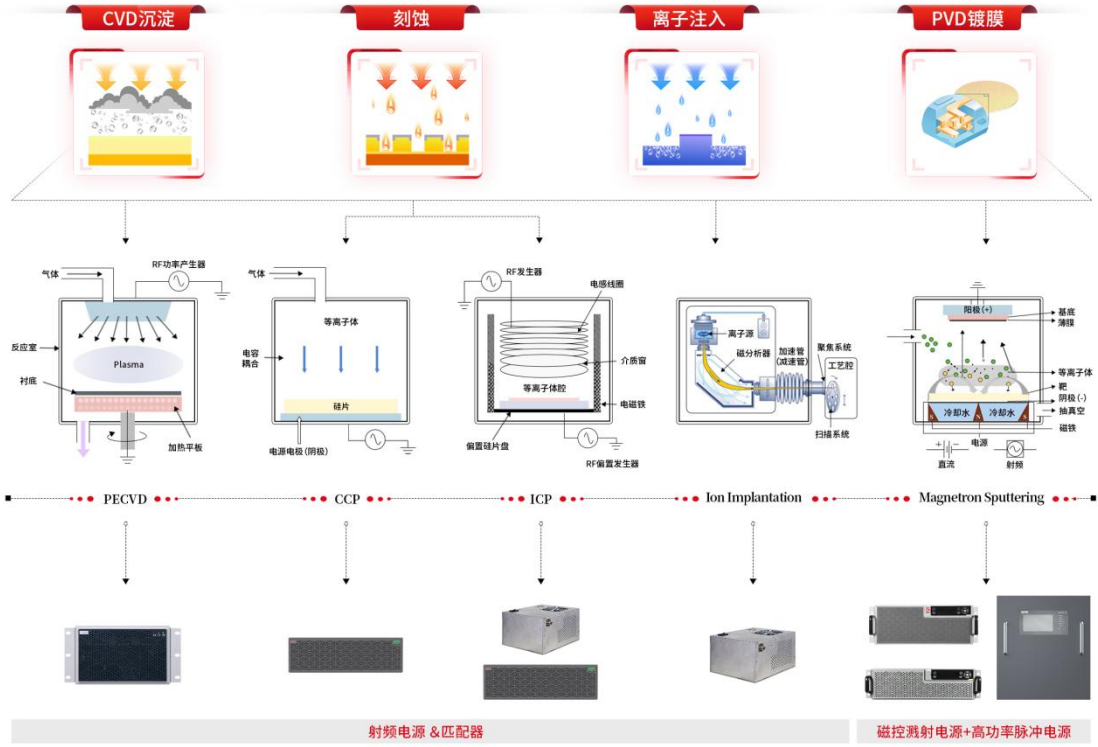 CVD沉淀
刻蚀
离子注入
PVD镀膜
气体
RF功率产生器
反应室
Plasma
衬底
加热平板
气体
等离子体
电容
耦合
硅片
电源电极(阴极)
RF发生器
电感线圈
介质窗
等离子体腔
电磁铁
偏置硅片盘
RF偏置发生器
离子源
磁分析器
加速管
(减速管)
聚焦系统
工艺腔
扫描系统
阳极(+)
基底
薄膜
等离子体
靶
阴极(-)
冷却水
冷却水
抽真空
磁铁
电源
+
-
直流
射频
PECVD
CCP
ICP
Ion Implantation
Magnetron Sputtering
射频电源 &匹配器
磁控溅射电源+高功率脉冲电源